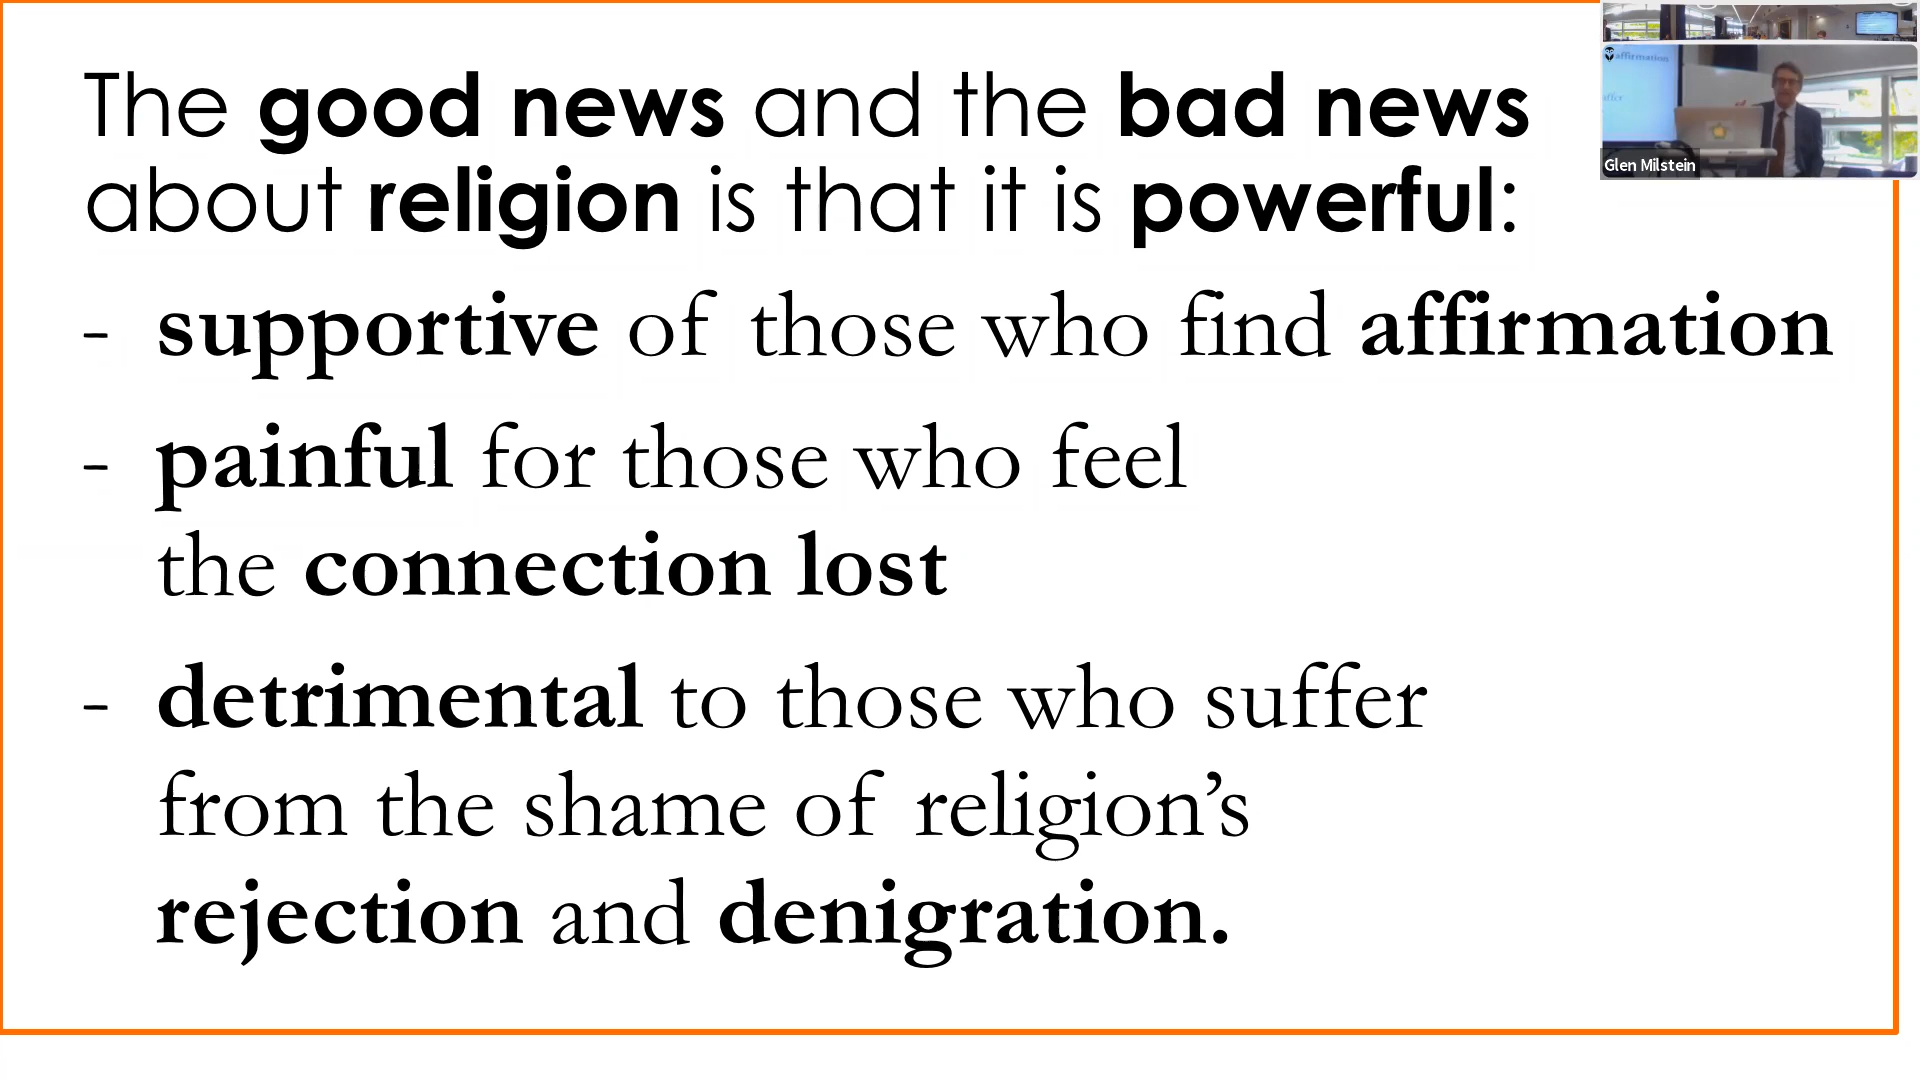 The good news and the bad news
about religion is that it is powerful:
- supportive of those who find affirmation
- painful for those who feel
the connection lost
- detrimental to those who suffer
from the shame of religion’s
rejection and denigration.
affirmation
affer
Glen Milstein